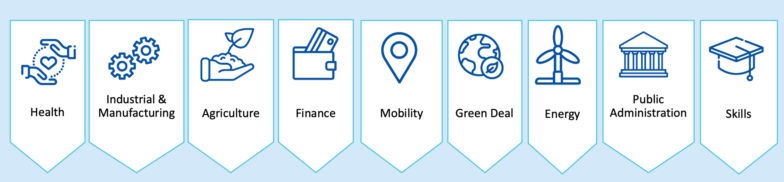 Health
Industrial &
Manufacturing
Agriculture
Finance
Mobility
Green Deal
Energy
Public
Administration
Skills